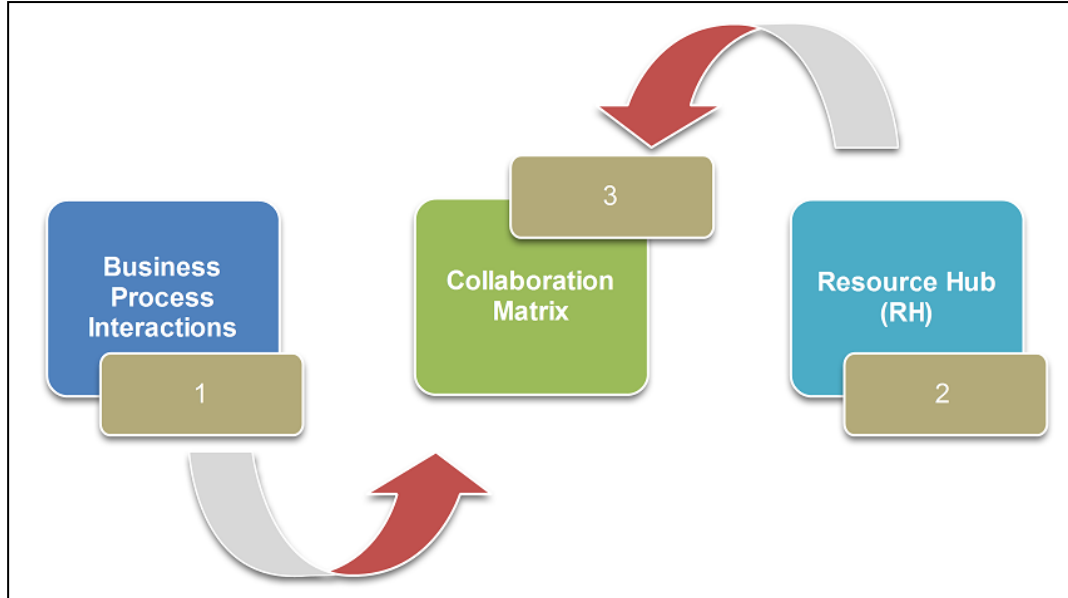 Business
Process
Interactions
1
3
Collaboration
Matrix
Resource Hub
(RH)
2